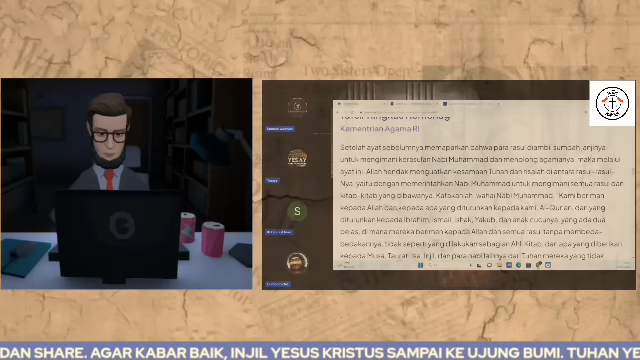 Kementrian Agama RI
Setelah ayat sebelumnya memaparkan bahwa para rasul diambil sumpah janjinya
untuk mengimani kerasulan Nabi Muhammad dan menolong agamanya, maka melalui
ayat ini, Allah hendak menguatkan kesamaan Tuhan dan risalah di antara rasul-rasul-
Nya, yaitu dengan memerintahkan Nabi Muhammad untuk mengimani semua rasul dan
kitab-kitab yang dibawanya. Katakanlah, wahai Nabi Muhammad, Kami beriman
kepada Allah dan kepada apa yang diturunkan kepada kami, Al-Qur'an, dan yang
diturunkan kepada Ibrahim, Ismail, Ishak, Yakub, dan anak cucunya, yang ada dua
belas, di mana mereka beriman kepada Allah dan semua rasul tanpa membeda-
bedakannya, tidak seperti yang dilakukan sebagian Ahli Kitab, dan apa yang diberikan
kepada Musa, Taurat, Isa, Injil, dan para nabi lainnya dari Tuhan mereka yang tidak
YESAY
S
G
DAN SHARE. AGAR KABAR BAIK, INJIL YESUS KRISTUS SAMPAI KE UJUNG BUMI. TUHAN YE